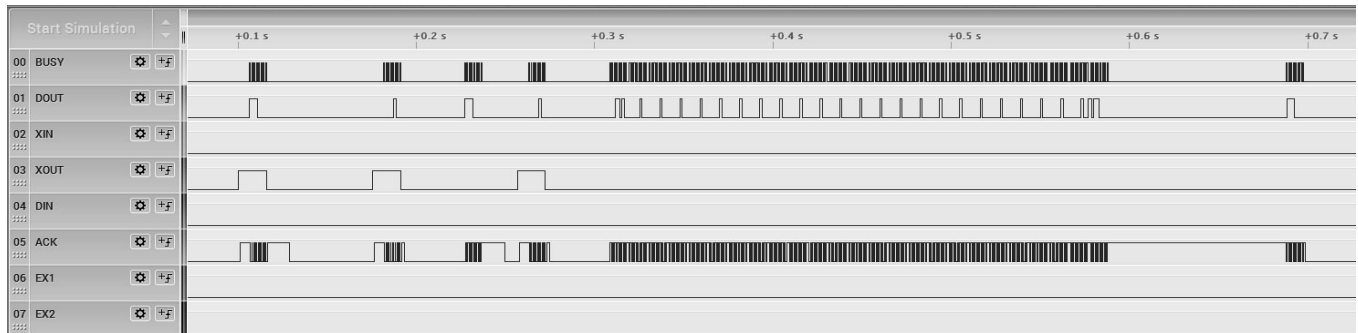 Start Simulation
+0.1 s +0.2 s +0.3 s +0.4 s +0.5 s +0.6 s +0.7 s
00 BUSY
01 DOUT
02 XIN
03 XOUT
04 DIN
05 ACK
06 EX1
07 EX2